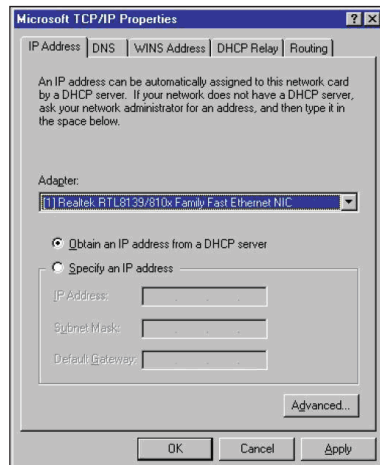 Microsoft TCP/IP Properties
IP Address DNS WINS Address DHCP Relay Routing
An IP address can be automatically assigned to this network card
by a DHCP server. If your network does not have a DHCP server,
ask your network administrator for an address, and then type it in
the space below.
Adapter:
[1] Realtek RTL8139/810x Family Fast Ethernet NIC
Obtain an IP address from a DHCP server
Specify an IP address
IP Address:
Subnet Mask:
Default Gateway:
Advanced...
OK Cancel Apply